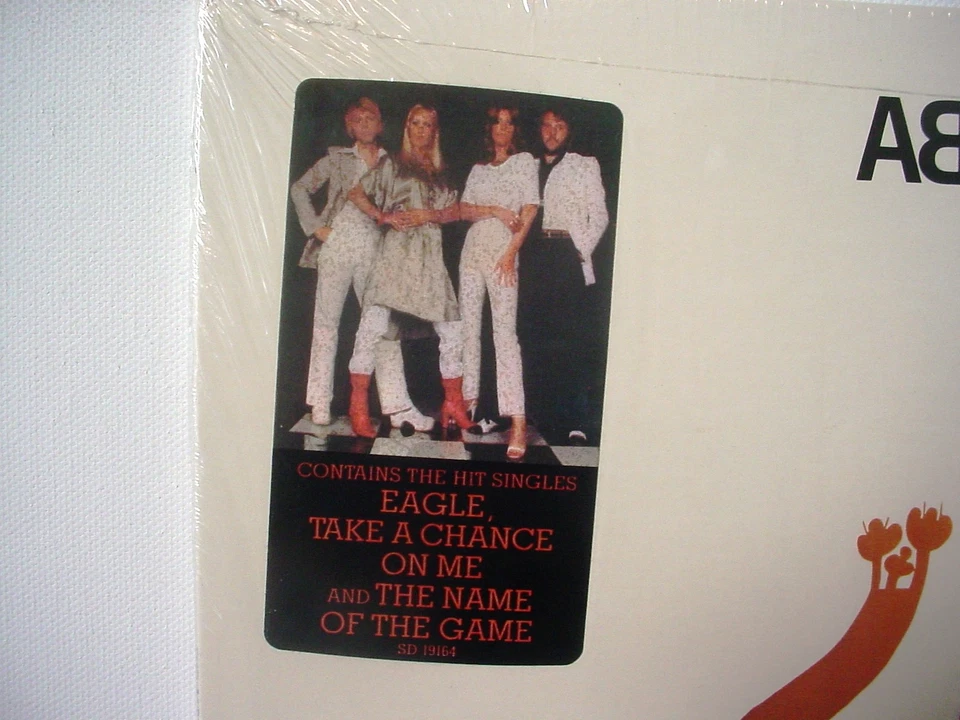 AB
CONTAINS THE HIT SINGLES
EAGLE,
TAKE A CHANCE
ON ME
AND THE NAME
OF THE GAME
SD 19164